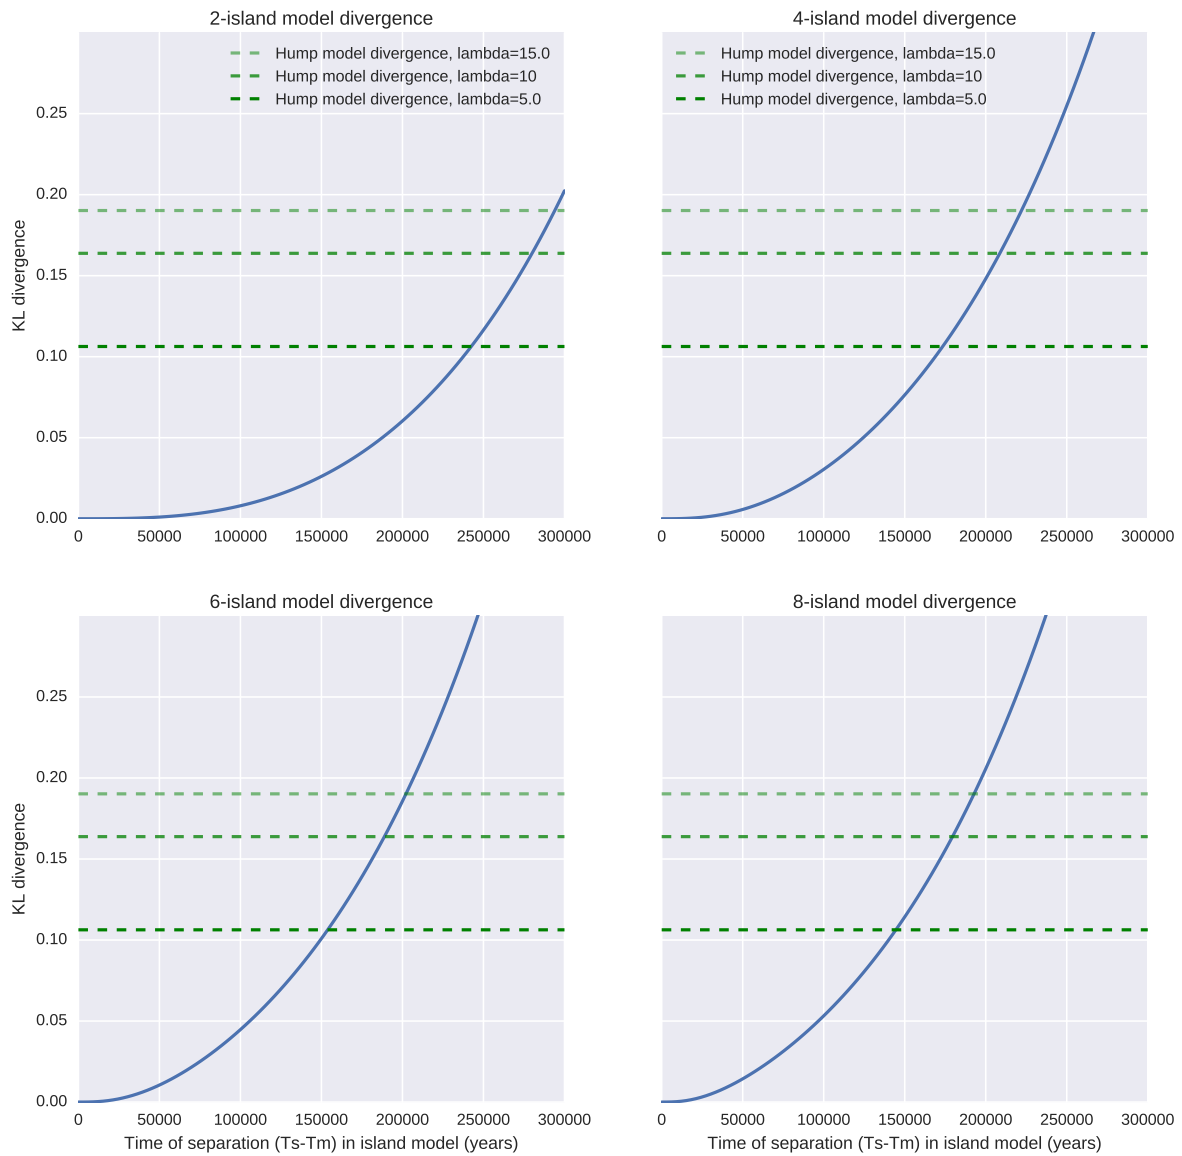 2-island model divergence
Hump model divergence, lambda=15.0
Hump model divergence, lambda=10
Hump model divergence, lambda=5.0
KL divergence
0.25
0.20
0.15
0.10
0.05
0.00
0 50000 100000 150000 200000 250000 300000
4-island model divergence
Hump model divergence, lambda=15.0
Hump model divergence, lambda=10
Hump model divergence, lambda=5.0
0 50000 100000 150000 200000 250000 300000
6-island model divergence
KL divergence
0.25
0.20
0.15
0.10
0.05
0.00
0 50000 100000 150000 200000 250000 300000
Time of separation (Ts-Tm) in island model (years)
8-island model divergence
0 50000 100000 150000 200000 250000 300000
Time of separation (Ts-Tm) in island model (years)